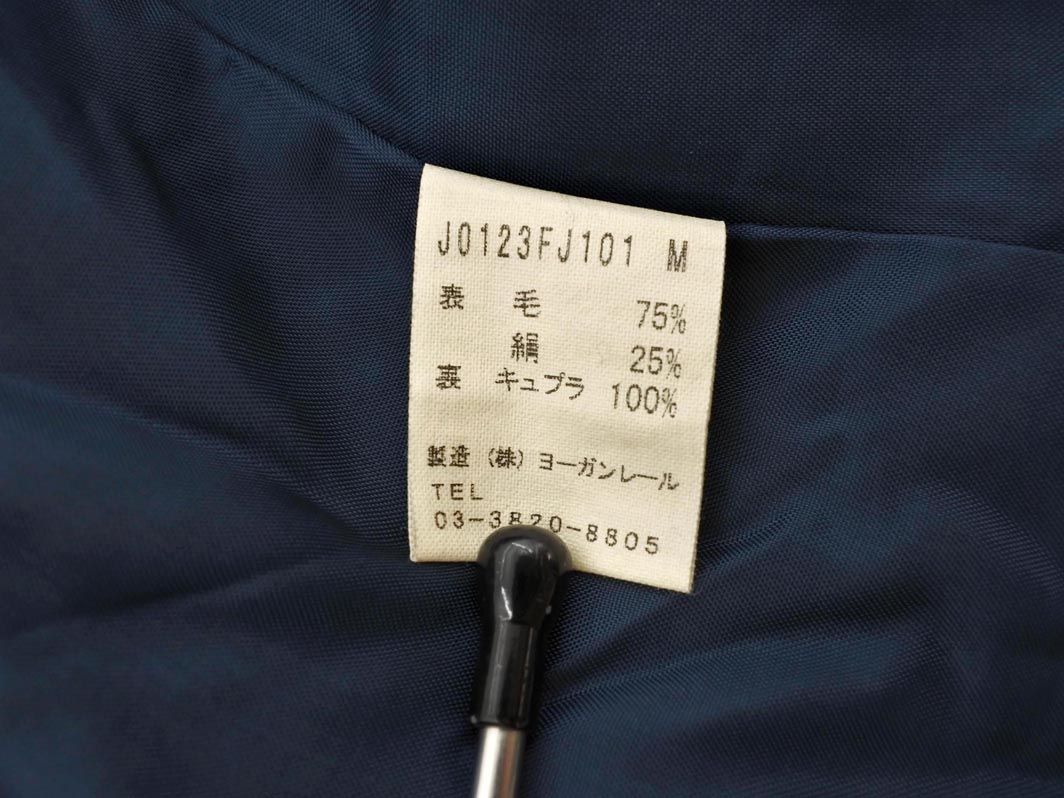 J0123FJ101 M
表 毛 75%
絹 25%
裏 キュプラ 100%
製造 (株) ヨーガンレール
TEL
03-3820-8805